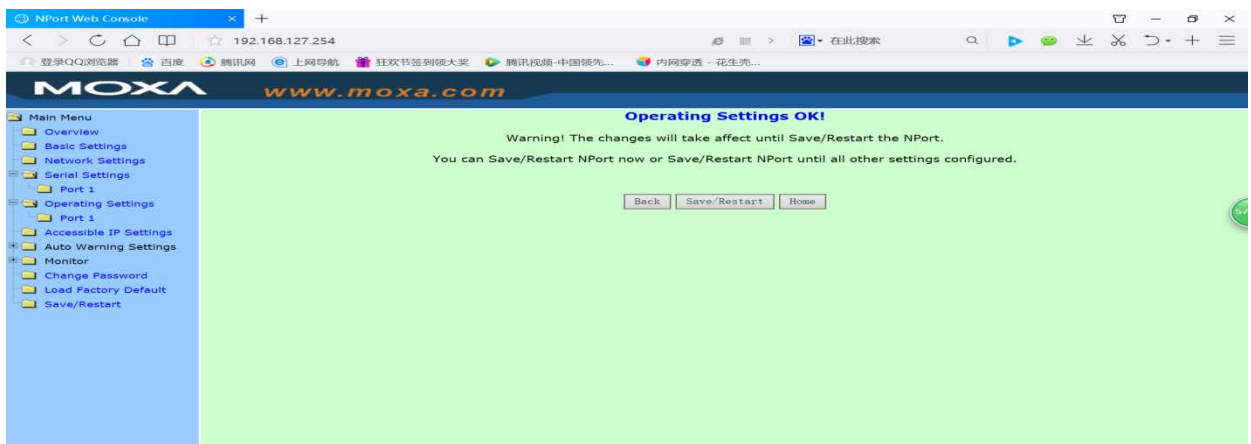 NPort Web Console
192.168.127.254
在此搜索
登录QQ浏览器 百度 腾讯网 上网导航 狂欢节签到领大奖 腾讯视频-中国领先... 内网穿透 - 花生壳...
MOXA www.moxa.com
Main Menu
Overview
Basic Settings
Network Settings
Serial Settings
Port 1
Operating Settings
Port 1
Accessible IP Settings
Auto Warning Settings
Monitor
Change Password
Load Factory Default
Save/Restart
Operating Settings OK!
Warning! The changes will take affect until Save/Restart the NPort.
You can Save/Restart NPort now or Save/Restart NPort until all other settings configured.
Back Save/Restart Home